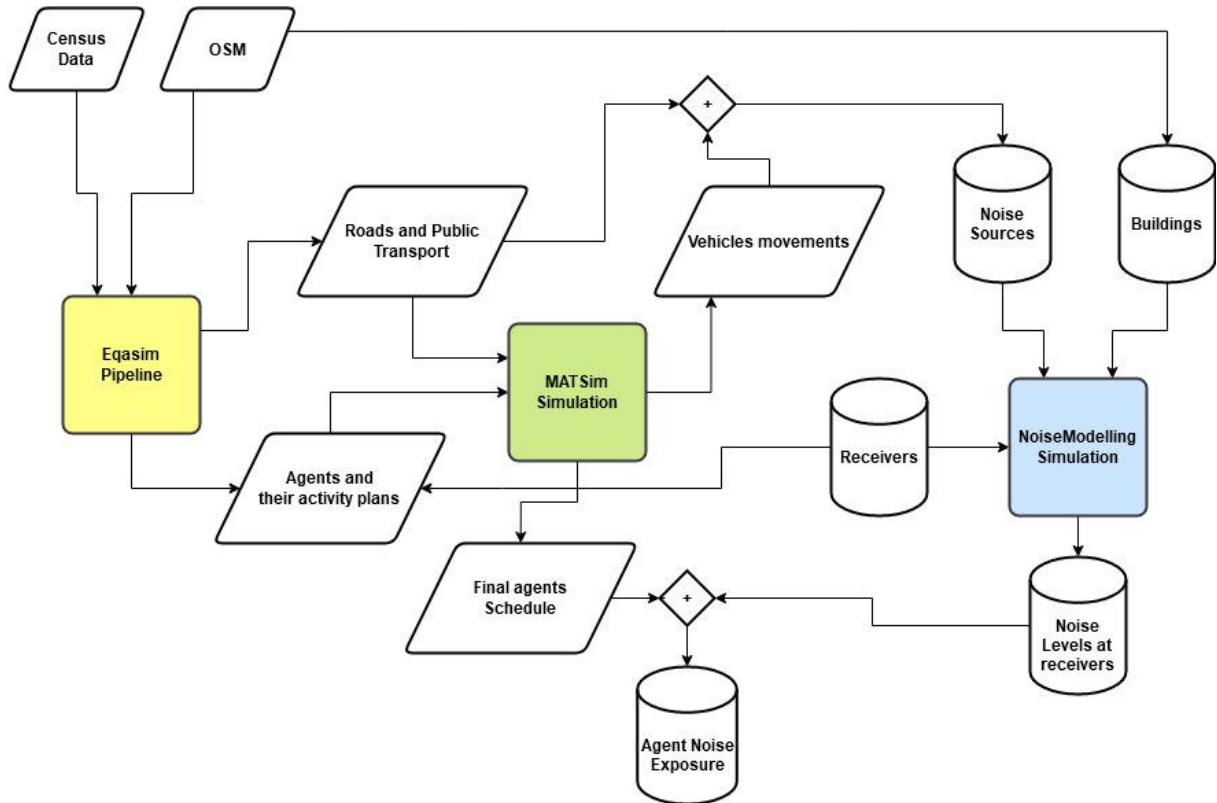 Census
Data
OSM
+
Roads and Public
Transport
Vehicles movements
Noise
Sources
Buildings
Eqasim
Pipeline
MATSim
Simulation
Receivers
NoiseModelling
Simulation
Agents and
their activity plans
Final agents
Schedule
+
Noise
Levels at
receivers
Agent Noise
Exposure